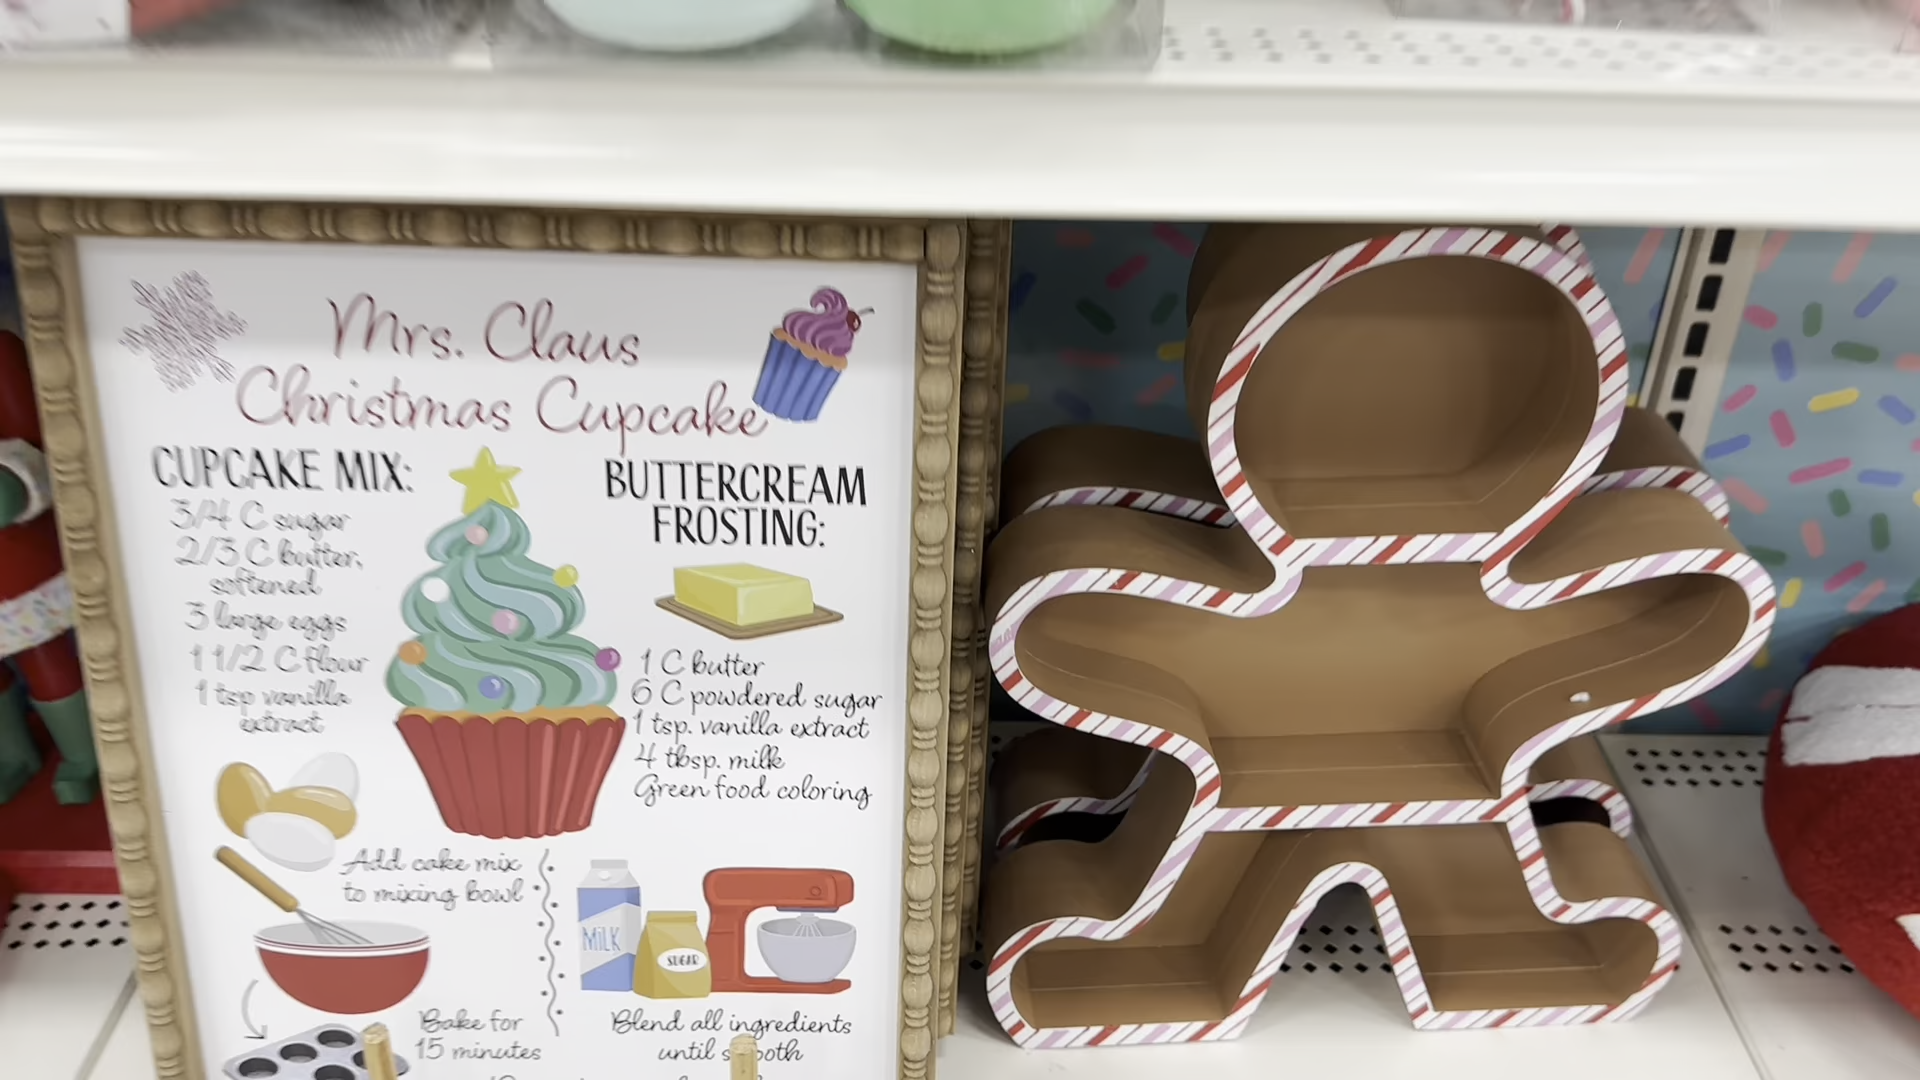 Mrs. Claus
Christmas Cupcake
CUPCAKE MIX:
3/4 C sugar
2/3 C butter,
softened
3 large eggs
1 1/2 C flour
1 tsp vanilla
extract
BUTTERCREAM
FROSTING:
1 C butter
6 C powdered sugar
1 tsp. vanilla extract
4 tbsp. milk
Green food coloring
Add cake mix
to mixing bowl
MILK
SUGAR
Bake for
15 minutes
Blend all ingredients
until